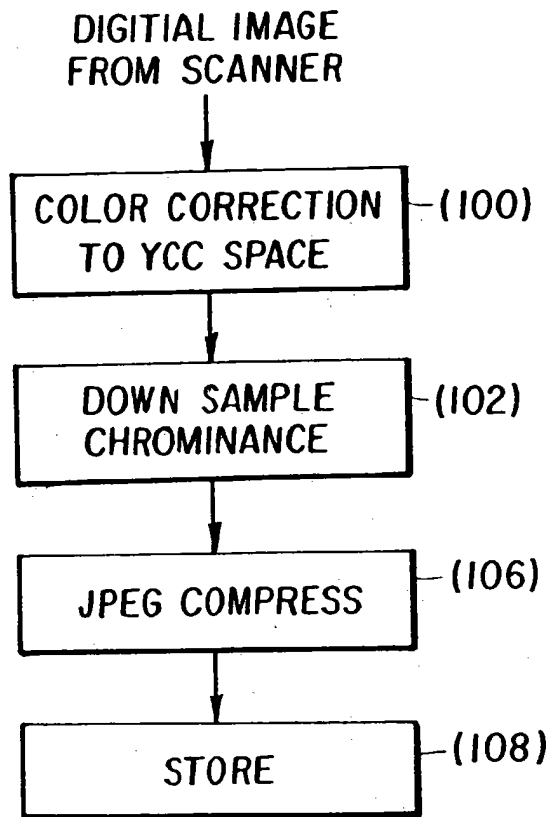 DIGITIAL IMAGE
FROM SCANNER
COLOR CORRECTION
TO YCC SPACE
(100)
DOWN SAMPLE
CHROMINANCE
(102)
JPEG COMPRESS
(106)
STORE
(108)